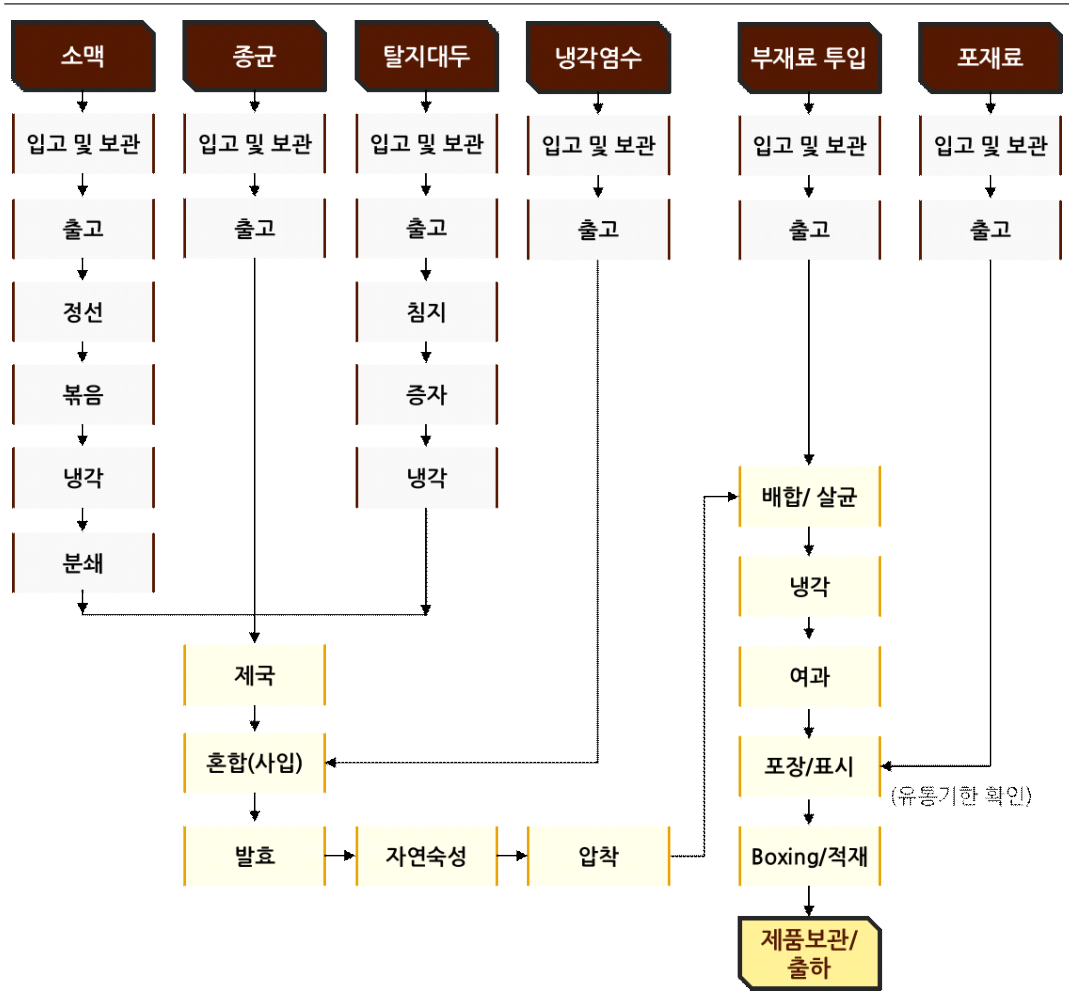 소맥
종균
탈지대두
냉각염수
부재료 투입
포재료
입고 및 보관
입고 및 보관
입고 및 보관
입고 및 보관
입고 및 보관
입고 및 보관
출고
출고
출고
출고
출고
출고
정선
침지
볶음
증자
냉각
냉각
배합/ 살균
분쇄
냉각
제국
여과
혼합(사입)
포장/표시
(유통기한 확인)
발효
자연숙성
압착
Boxing/적재
제품보관/
출하